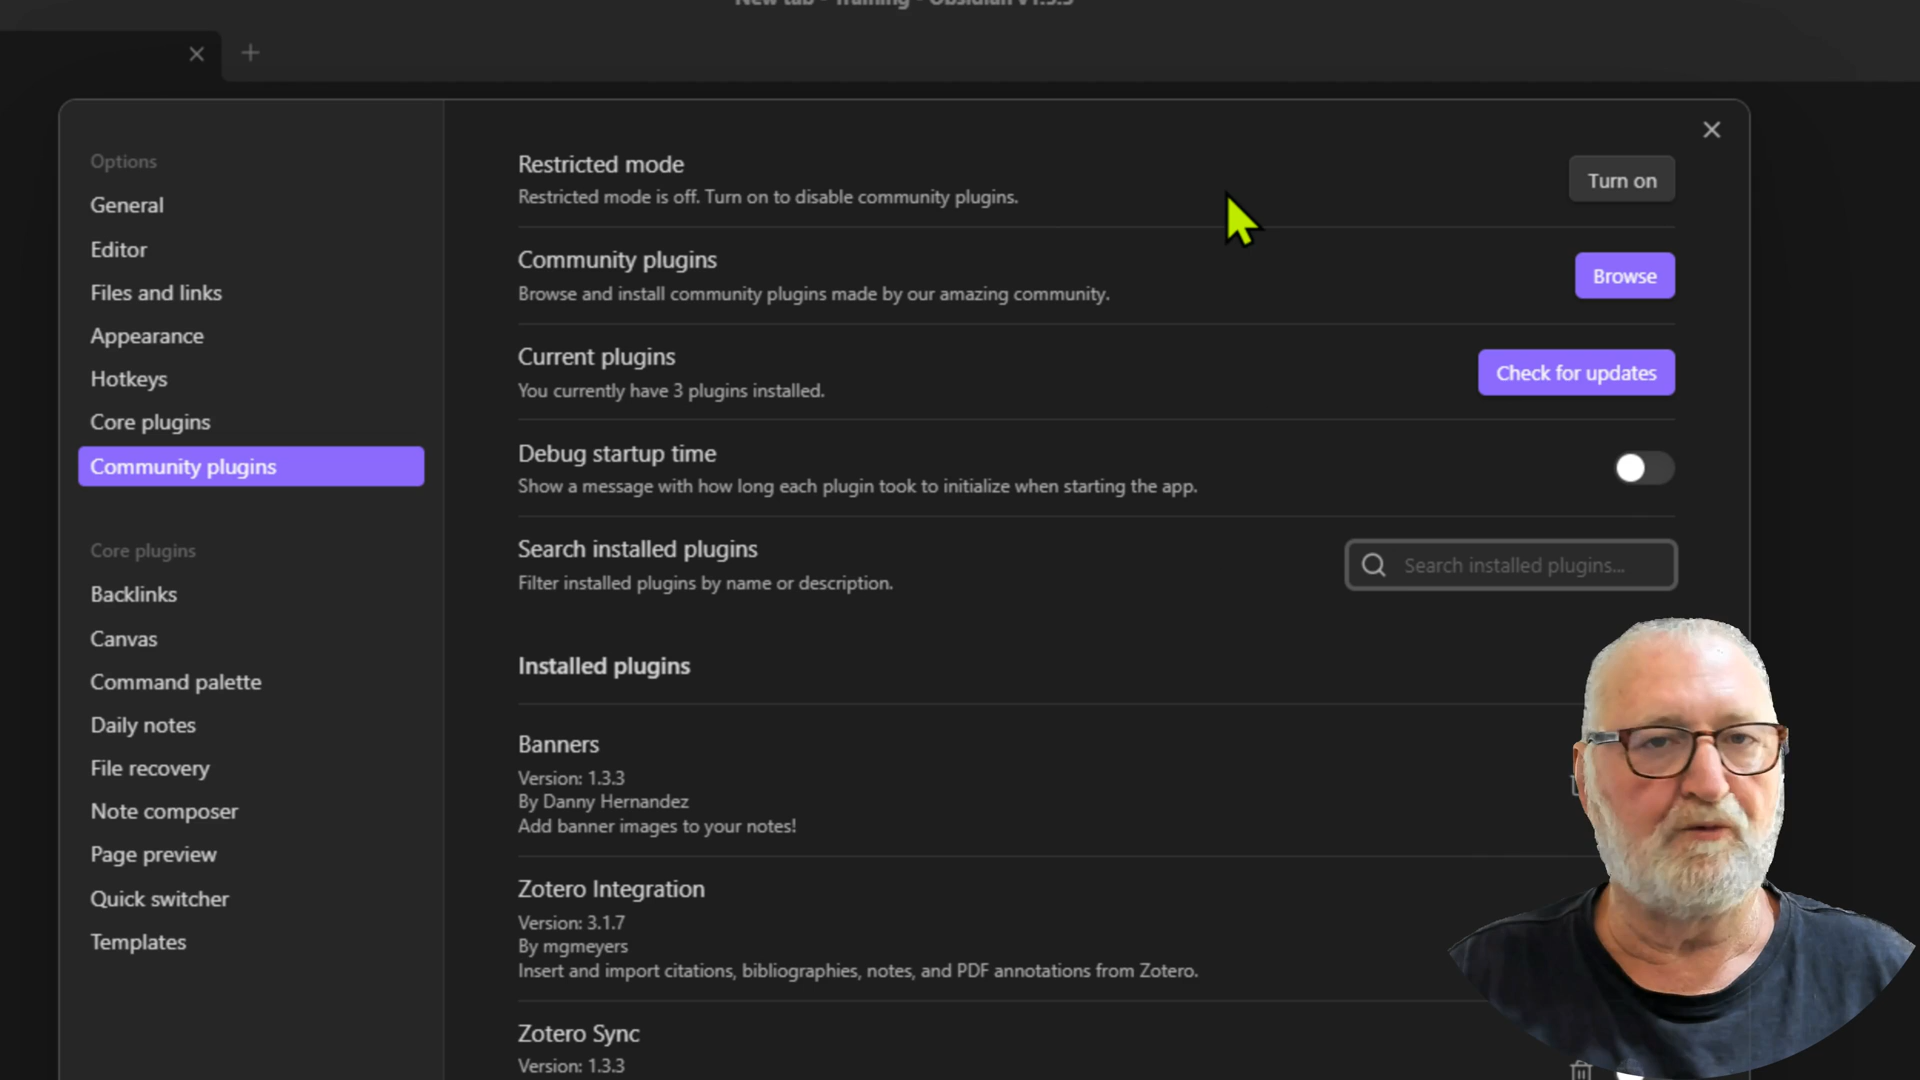 New tab - Training - Obsidian v1.5.3
Options
General
Editor
Files and links
Appearance
Hotkeys
Core plugins
Community plugins
Core plugins
Backlinks
Canvas
Command palette
Daily notes
File recovery
Note composer
Page preview
Quick switcher
Templates
Restricted mode
Restricted mode is off. Turn on to disable community plugins.
Turn on
Community plugins
Browse and install community plugins made by our amazing community.
Browse
Current plugins
You currently have 3 plugins installed.
Check for updates
Debug startup time
Show a message with how long each plugin took to initialize when starting the app.
Search installed plugins
Filter installed plugins by name or description.
Search installed plugins...
Installed plugins
Banners
Version: 1.3.3
By Danny Hernandez
Add banner images to your notes!
Zotero Integration
Version: 3.1.7
By mgmeyers
Insert and import citations, bibliographies, notes, and PDF annotations from Zotero.
Zotero Sync
Version: 1.3.3